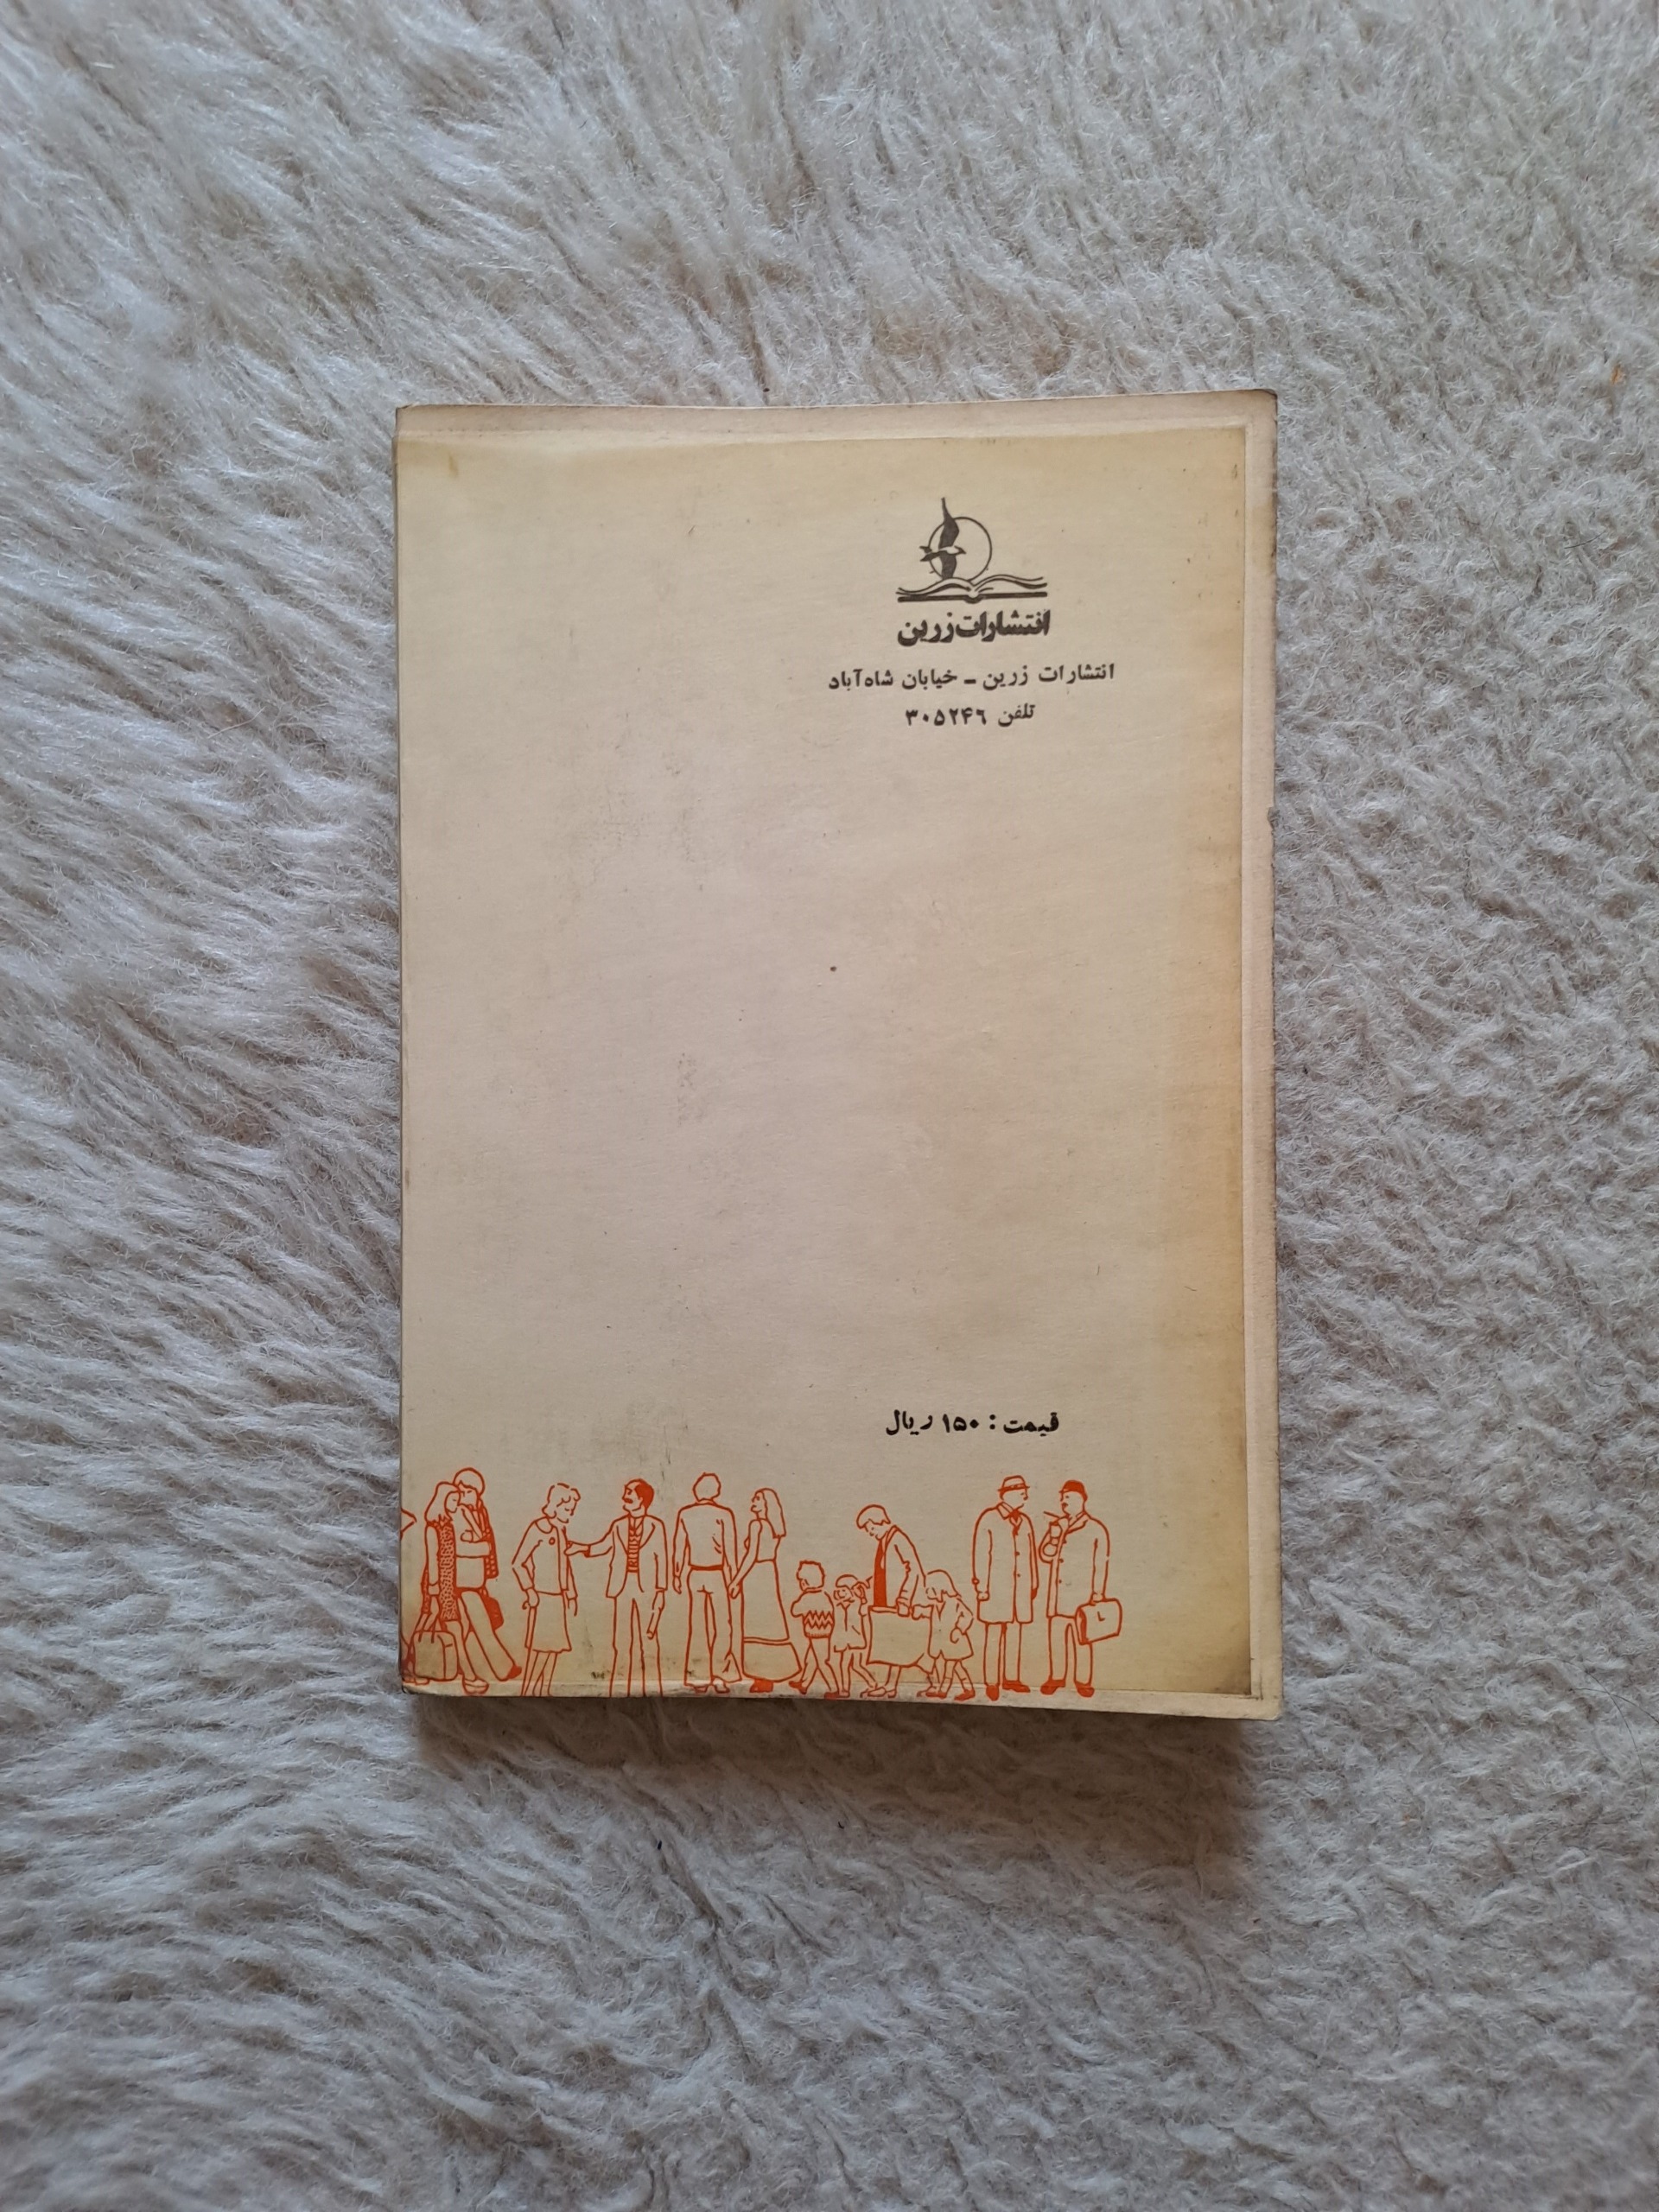 انتشارات زرین
انتشارات زرین - خیابان شاه‌آباد
تلفن ۳۰۵۲۴۶
قیمت : ۱۵۰ ریال